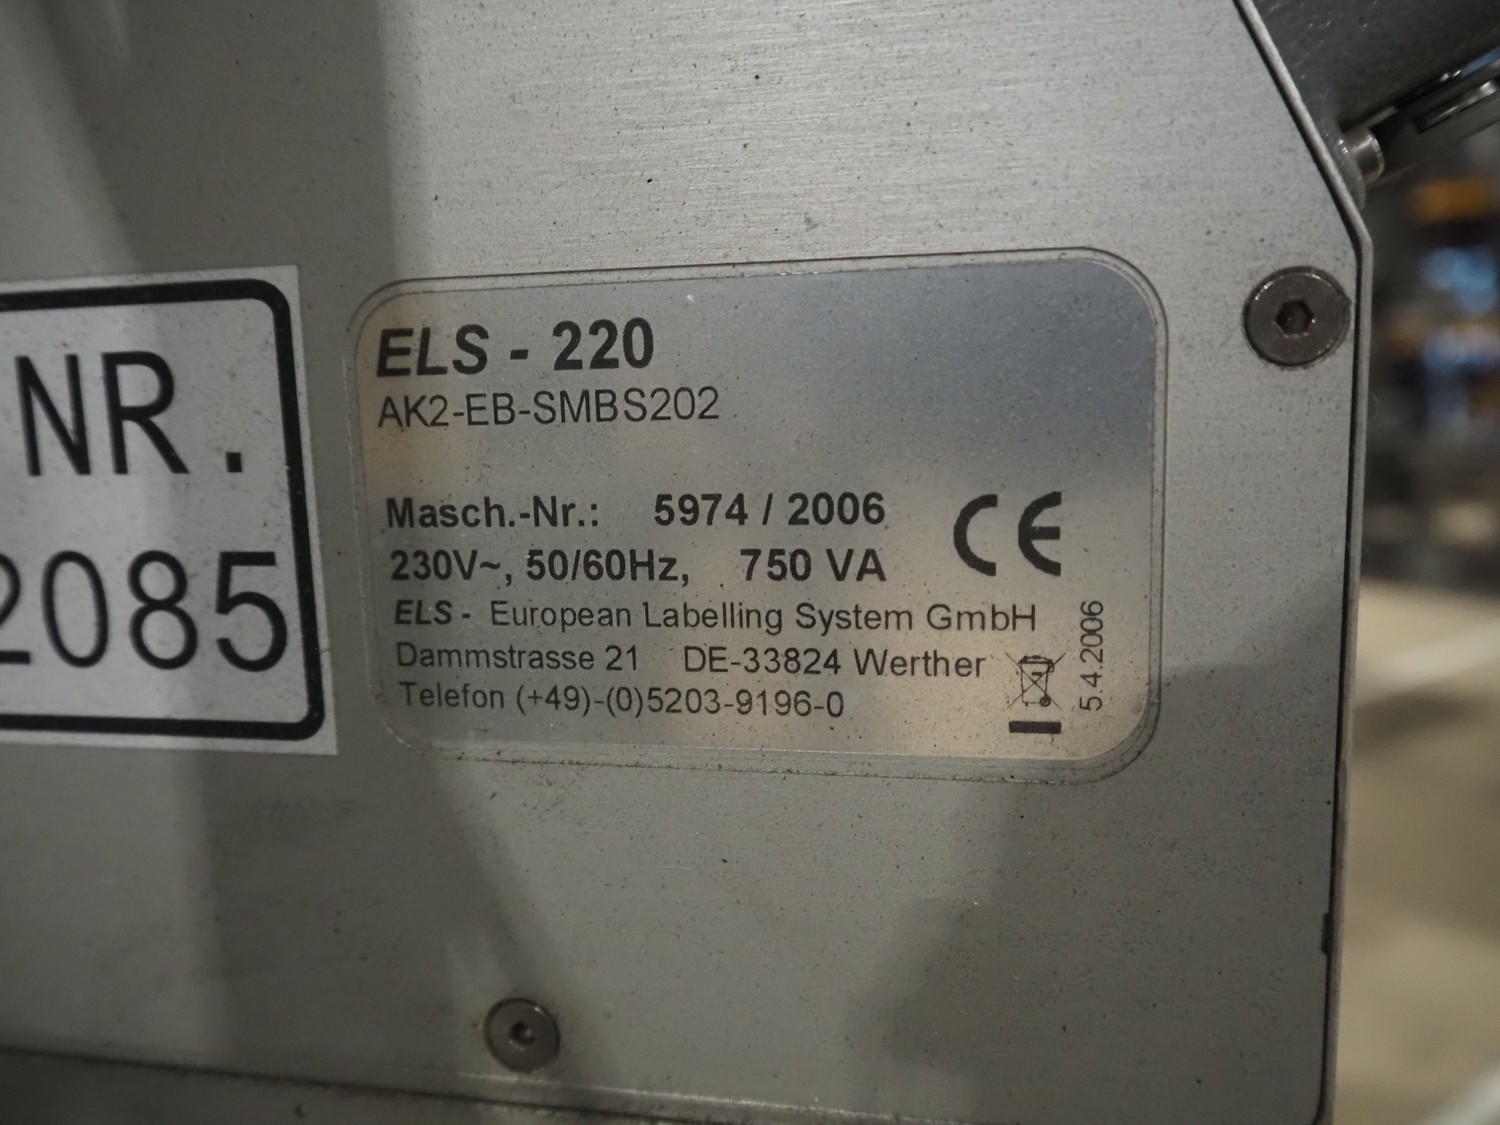 NR.
2085
ELS - 220
AK2-EB-SMBS202
Masch.-Nr.: 5974 / 2006
CE
230V~, 50/60Hz, 750 VA
ELS - European Labelling System GmbH
Dammstrasse 21 DE-33824 Werther
Telefon (+49)-(0)5203-9196-0
5.4.2006